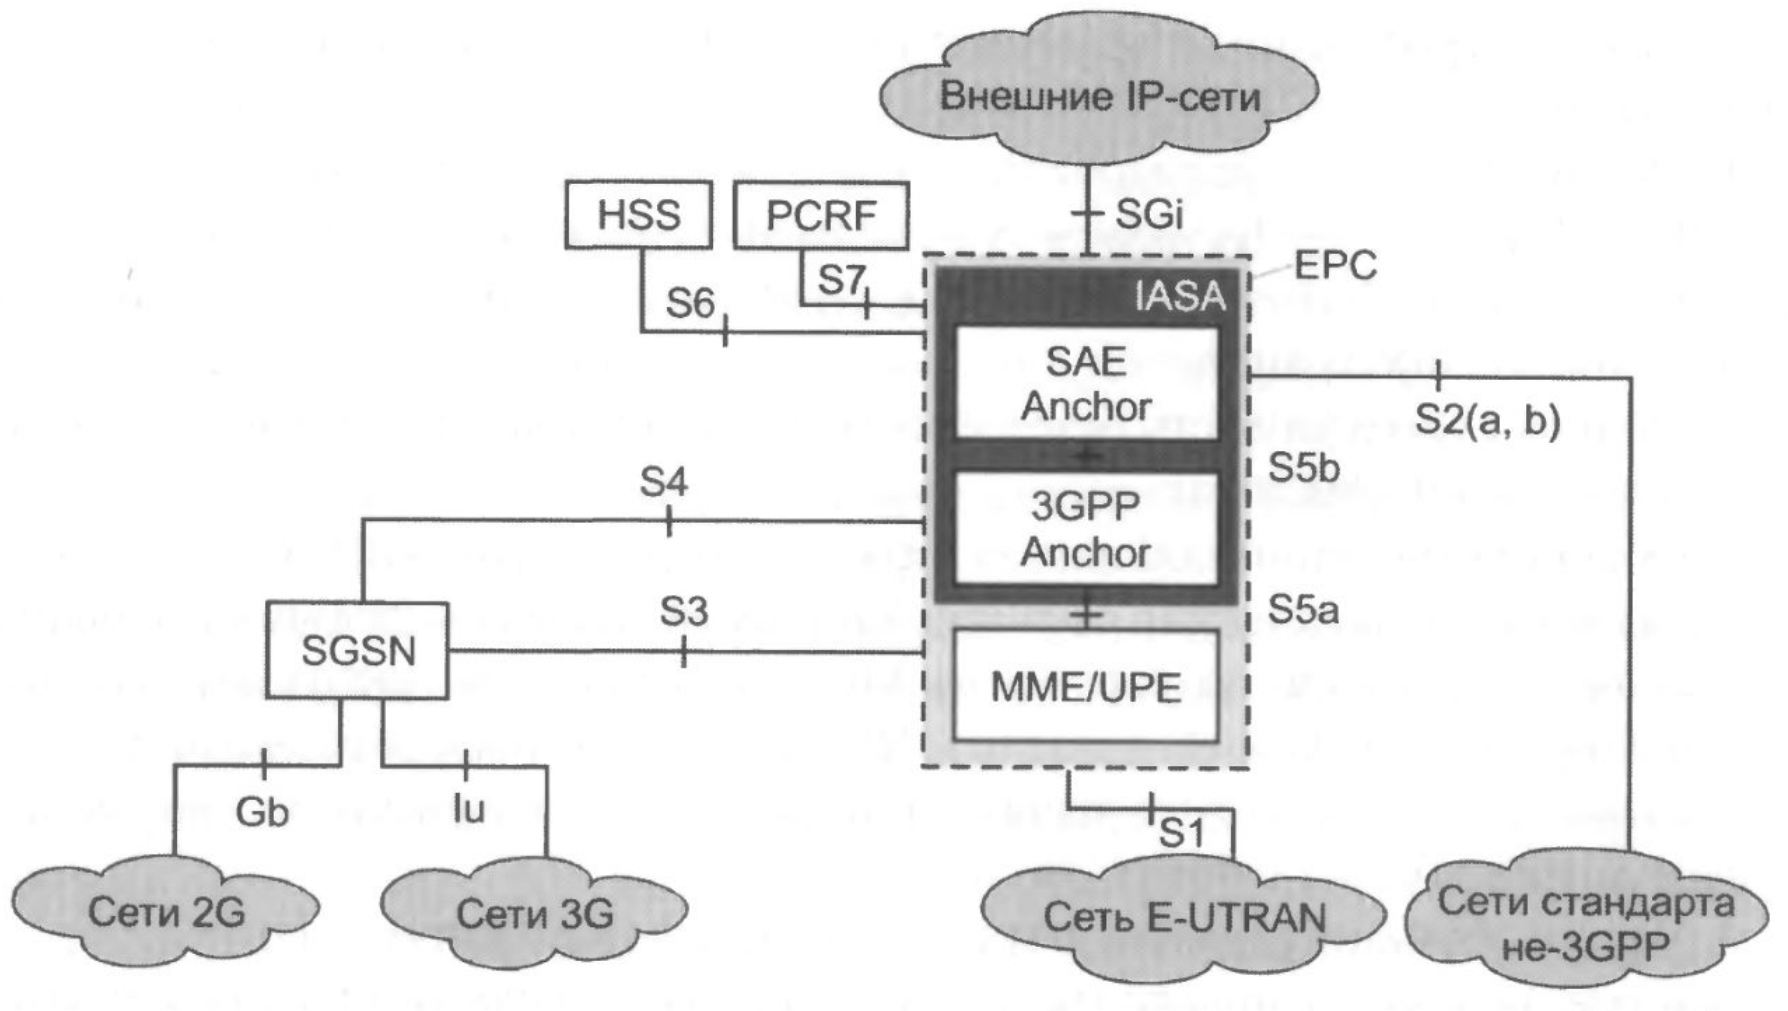 Внешние IP-сети
HSS
PCRF
SGi
EPC
S7
IASA
S6
SAE
Anchor
S2(a, b)
S5b
S4
3GPP
Anchor
S3
S5a
SGSN
MME/UPE
Gb
Iu
S1
Сети 2G
Сети 3G
Сеть E-UTRAN
Сети стандарта
не-3GPP